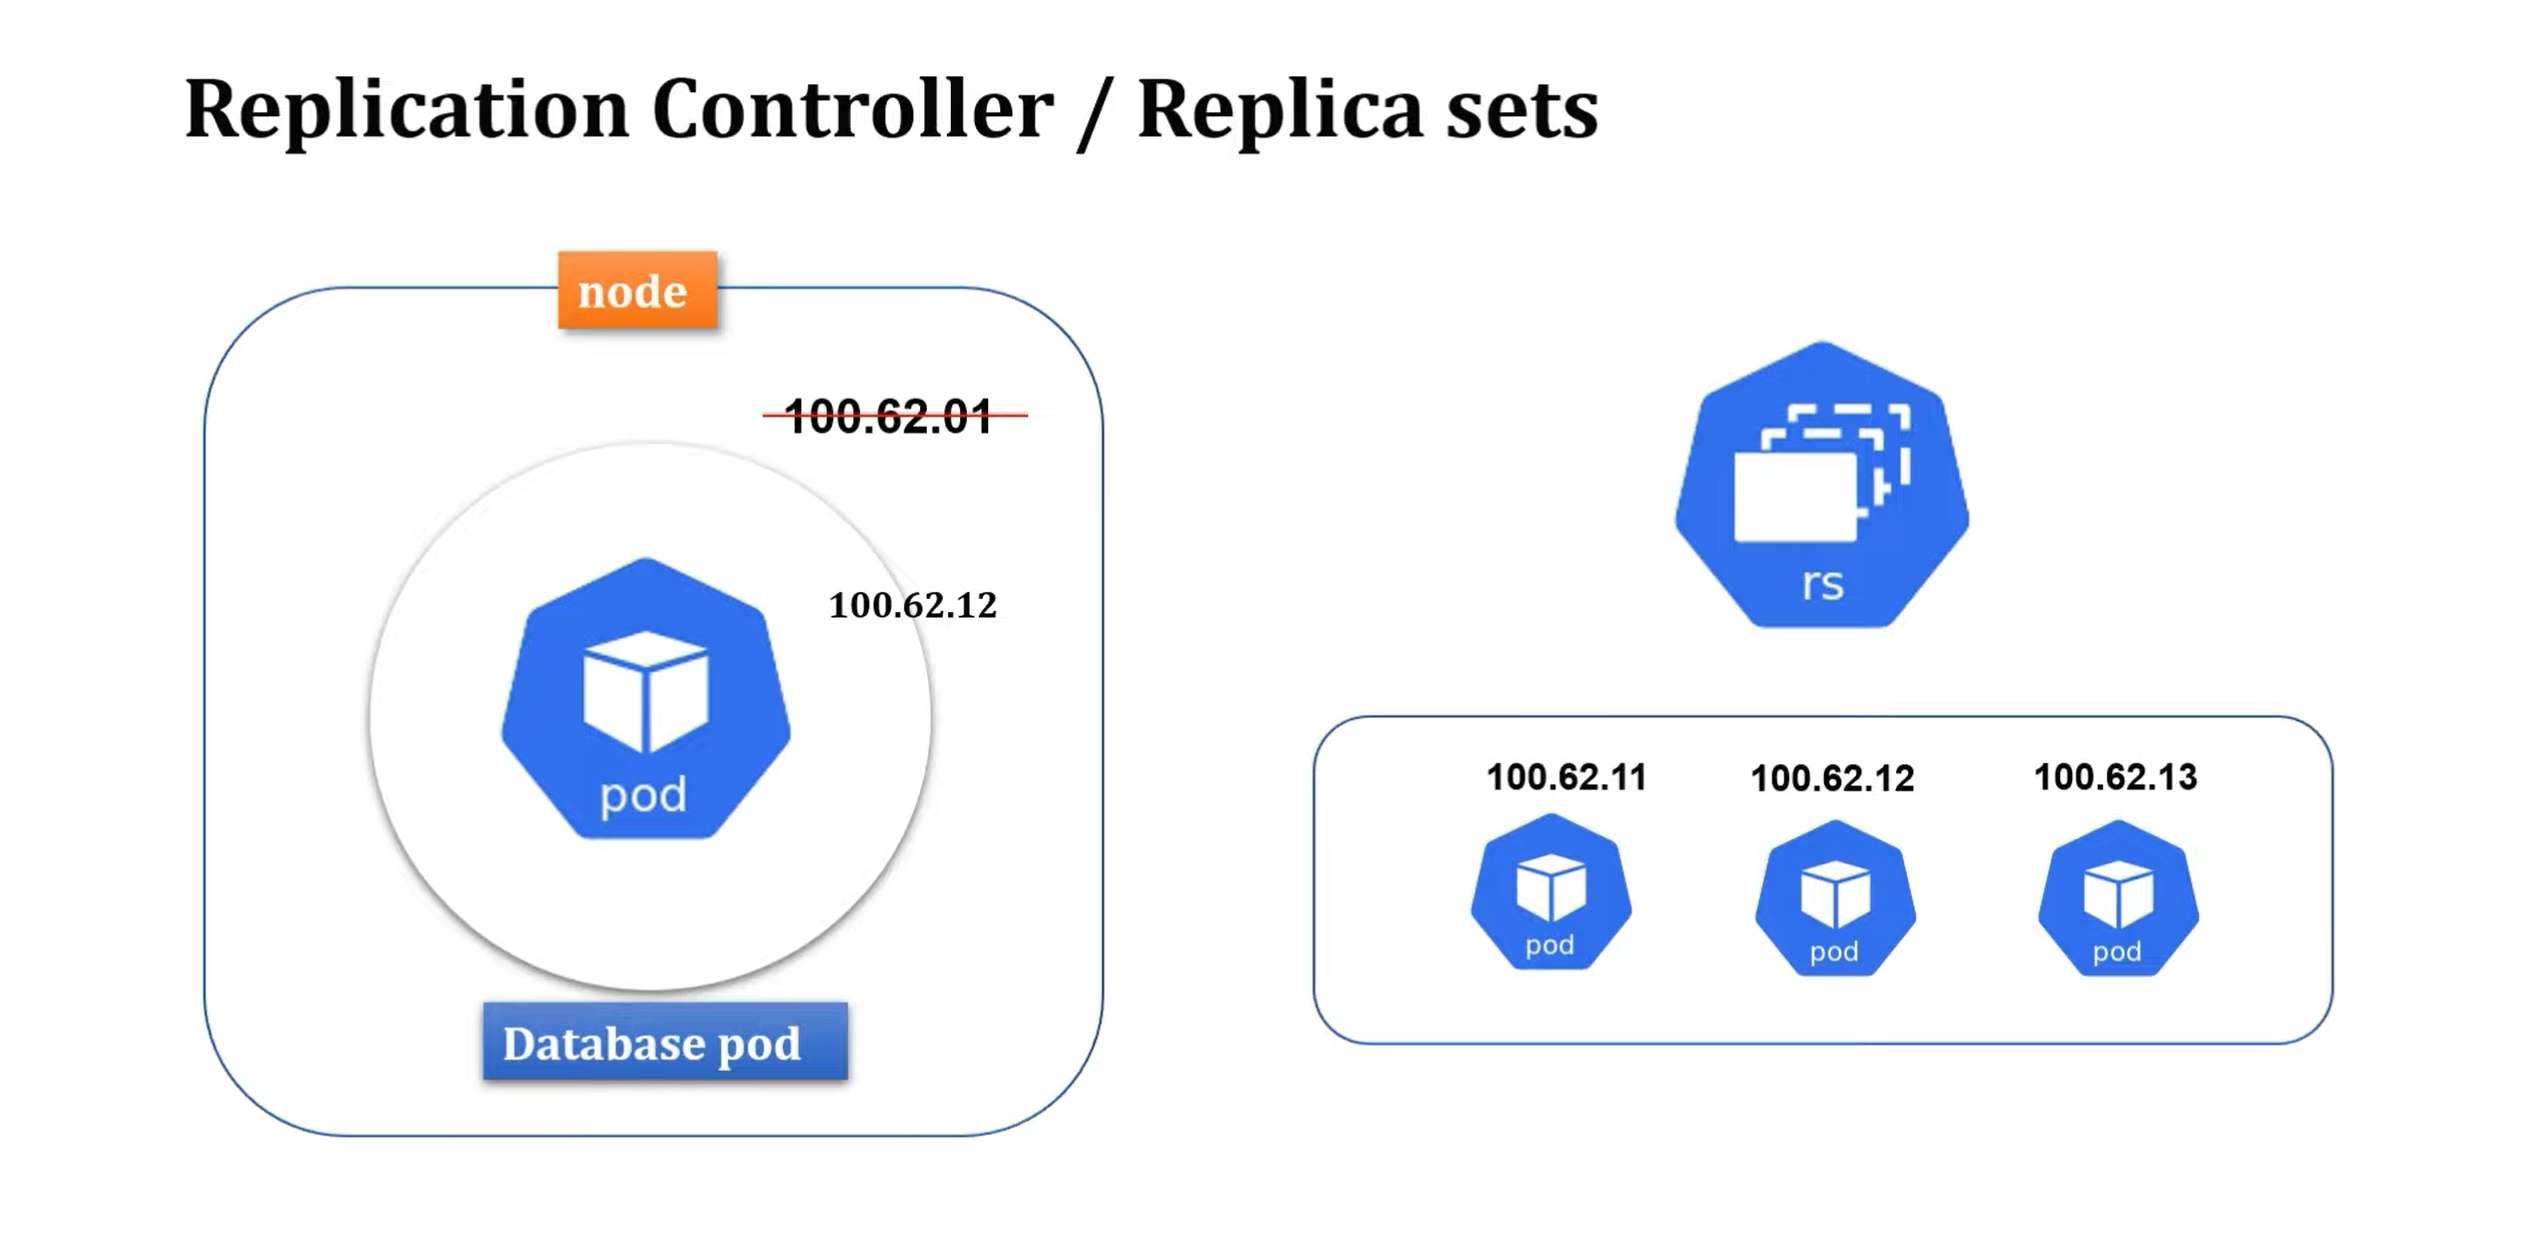 Replication Controller / Replica sets
node
100.62.01
100.62.12
pod
Database pod
rs
100.62.11 100.62.12 100.62.13
pod pod pod